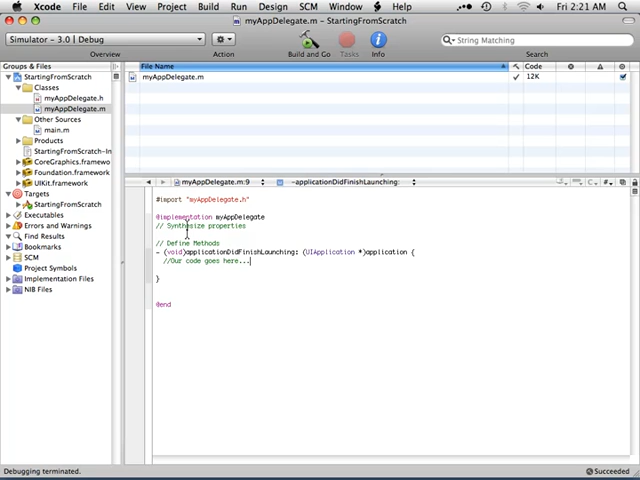 Xcode File Edit View Project Build Run Design SCM Window Help Fri 2:21 AM
myAppDelegate.m - StartingFromScratch
Simulator - 3.0 | Debug
Build and Go Tasks Info
String Matching
Overview Action Search
Groups & Files
File Name Code
StartingFromScratch
myAppDelegate.m 12K
Classes
myAppDelegate.h
myAppDelegate.m
Other Sources
main.m
Products
StartingFromScratch-In
CoreGraphics.framewo
Foundation.framewo
UIKit.framework
Targets
StartingFromScratch
Executables
Errors and Warnings
Find Results
Bookmarks
SCM
Project Symbols
Implementation Files
NIB Files
myAppDelegate.m:9 -applicationDidFinishLaunching:
#import "myAppDelegate.h"
@implementation myAppDelegate
// Synthesize properties
// Define Methods
- (void)applicationDidFinishLaunching: (UIApplication *)application {
//Our code goes here...
}
@end
Debugging terminated.
Succeeded